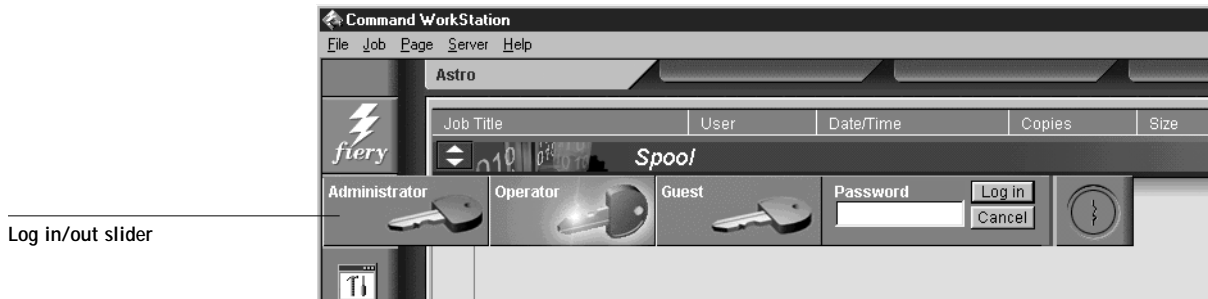 Command WorkStation
File Job Page Server Help
Astro
fiery
Job Title User Date/Time Copies Size
Spool
Administrator Operator Guest Password Log in
Cancel
Log in/out slider